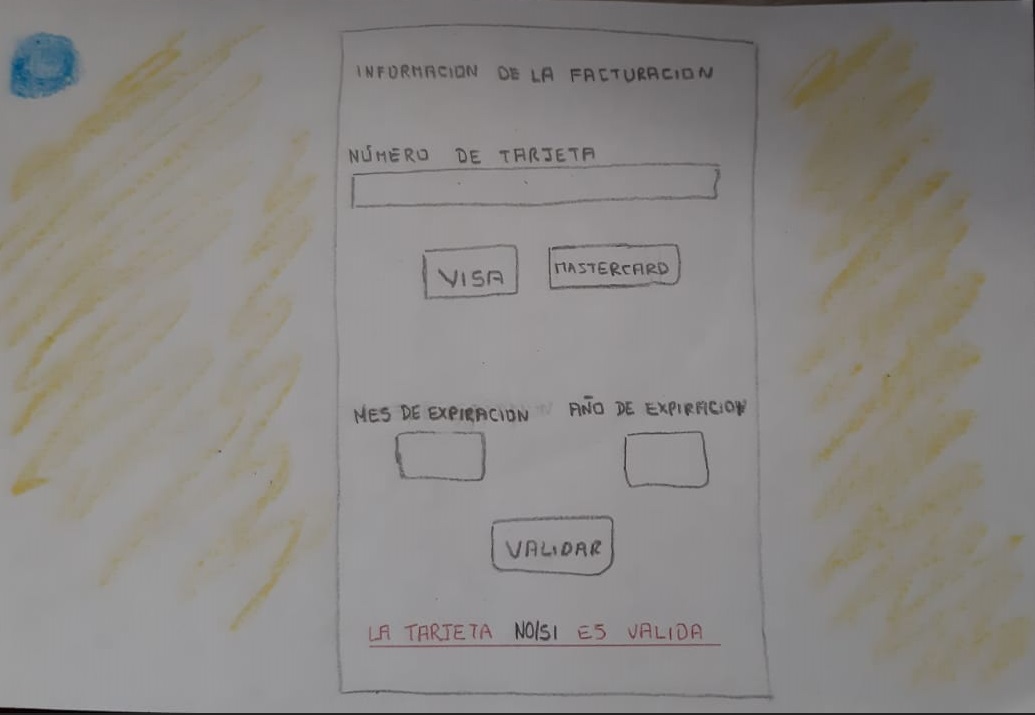 INFORMACION DE LA FACTURACION
NÚMERO DE TARJETA
VISA MASTERCARD
MES DE EXPIRACION AÑO DE EXPIRACION
VALIDAR
LA TARJETA NO/SI ES VALIDA